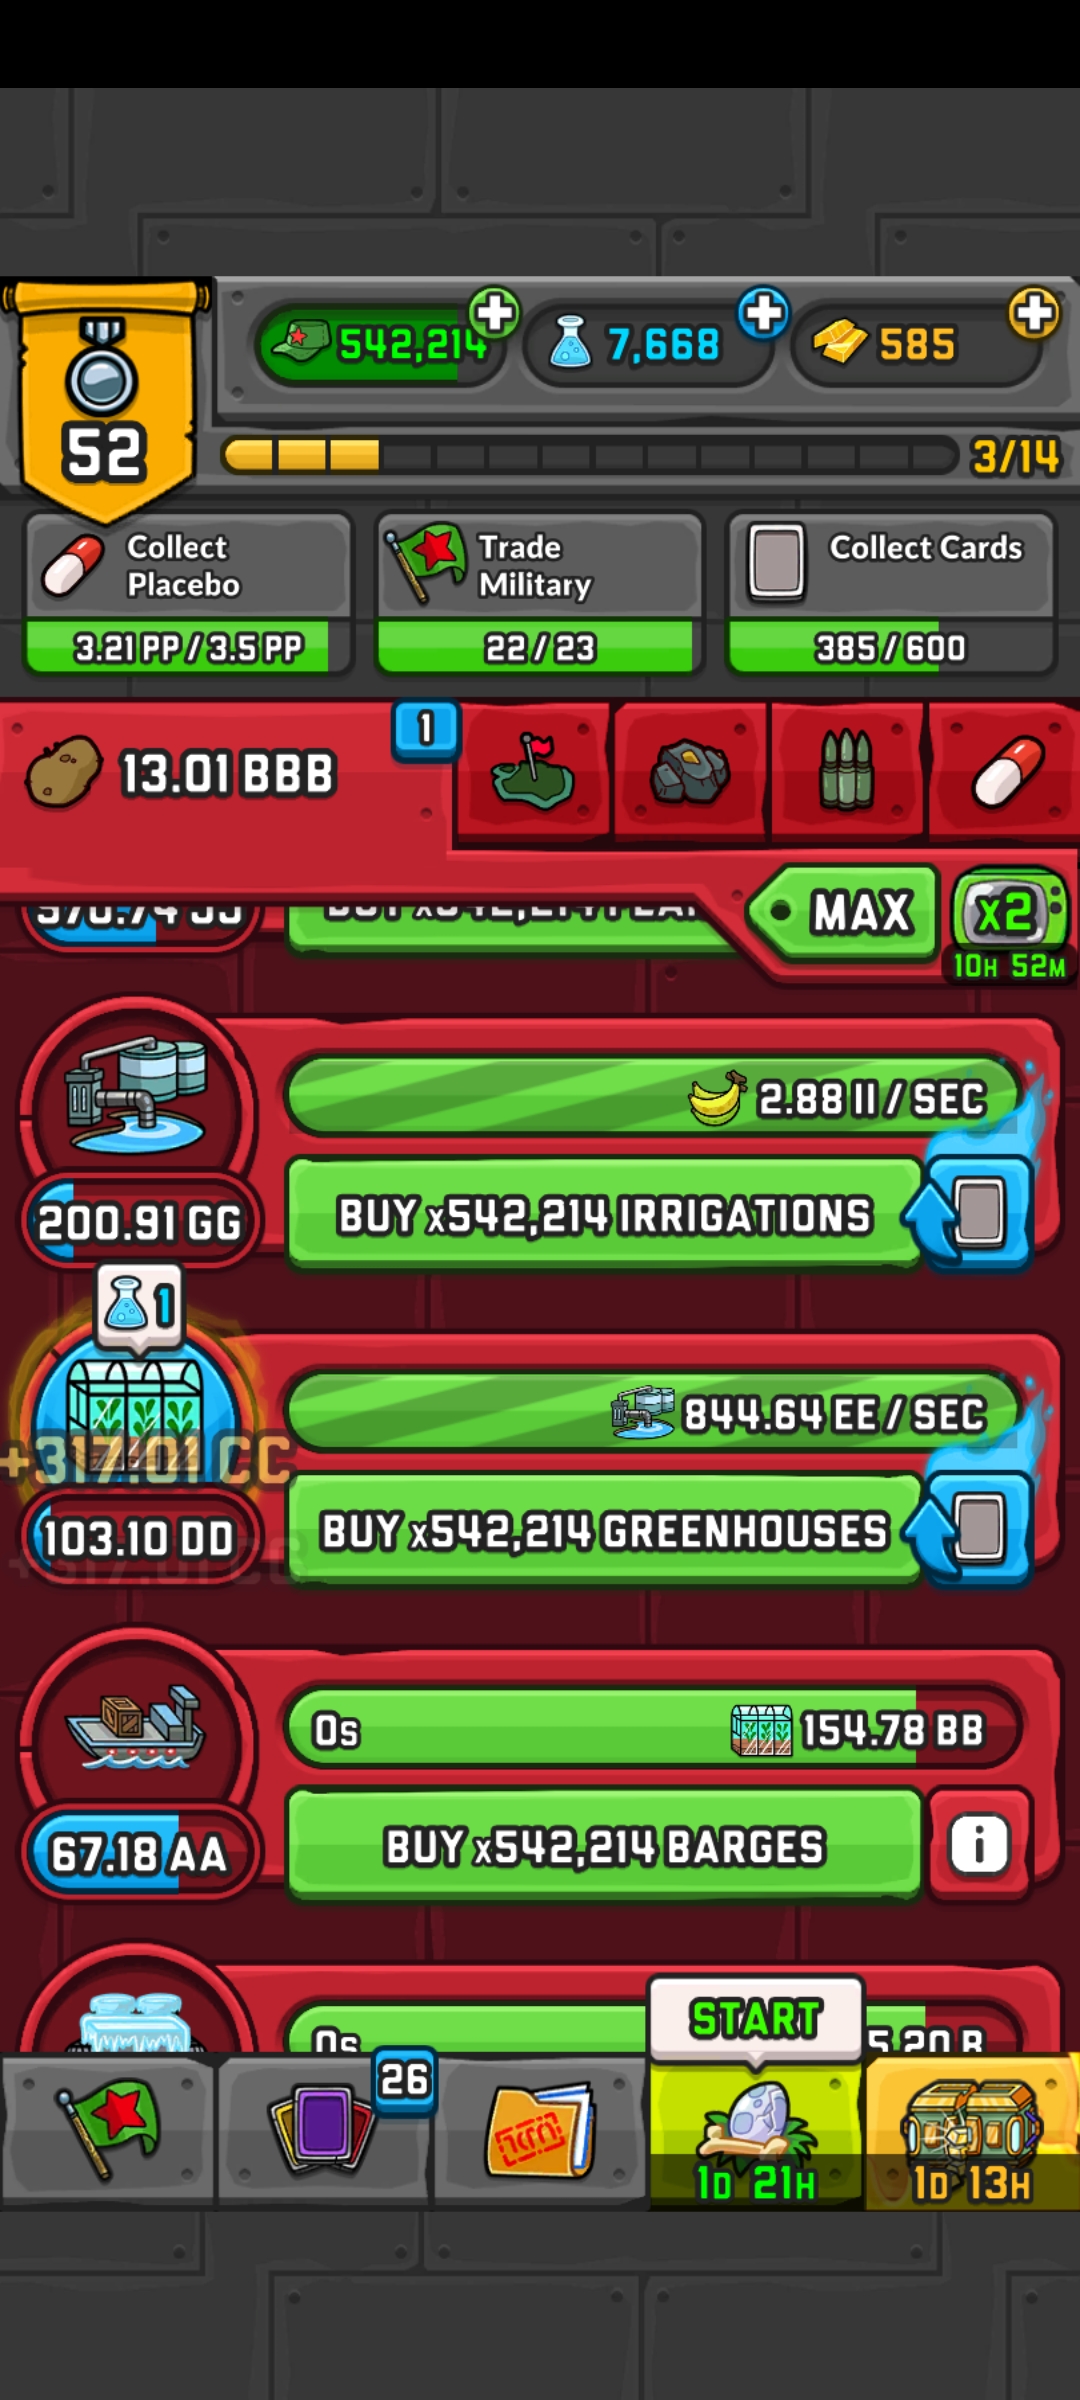 542,214
7,668
585
52
3/14
Collect
Placebo
3.21 PP / 3.5 PP
Trade
Military
22 / 23
Collect Cards
385 / 600
13.01 BBB
1
MAX
x2
10H 52M
2.88 II / SEC
200.91 GG
BUY x542,214 IRRIGATIONS
1
844.64 EE / SEC
+317.01 CC
103.10 DD
BUY x542,214 GREENHOUSES
0s
154.78 BB
67.18 AA
BUY x542,214 BARGES
i
0s
START
26
1D 21H
1D 13H